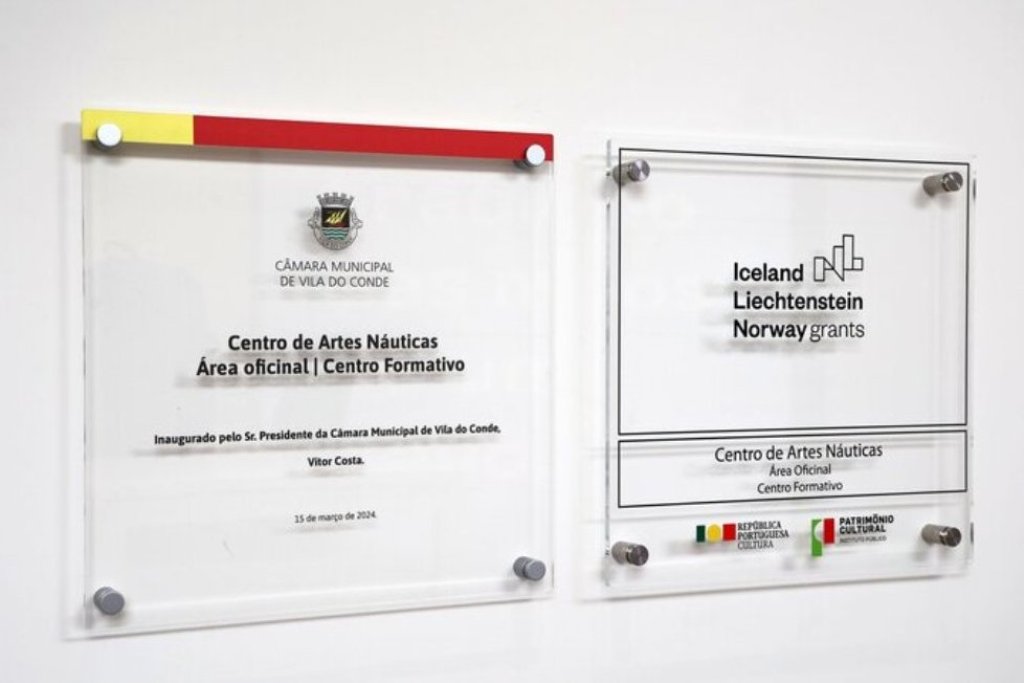 CÂMARA MUNICIPAL
DE VILA DO CONDE
Centro de Artes Náuticas
Área oficinal | Centro Formativo
Inaugurado pelo Sr. Presidente da Câmara Municipal de Vila do Conde,
Vítor Costa.
15 de março de 2024.
Iceland
Liechtenstein
Norway grants
Centro de Artes Náuticas
Área Oficinal
Centro Formativo
REPÚBLICA
PORTUGUESA
CULTURA
PATRIMÓNIO
CULTURAL
INSTITUTO PÚBLICO